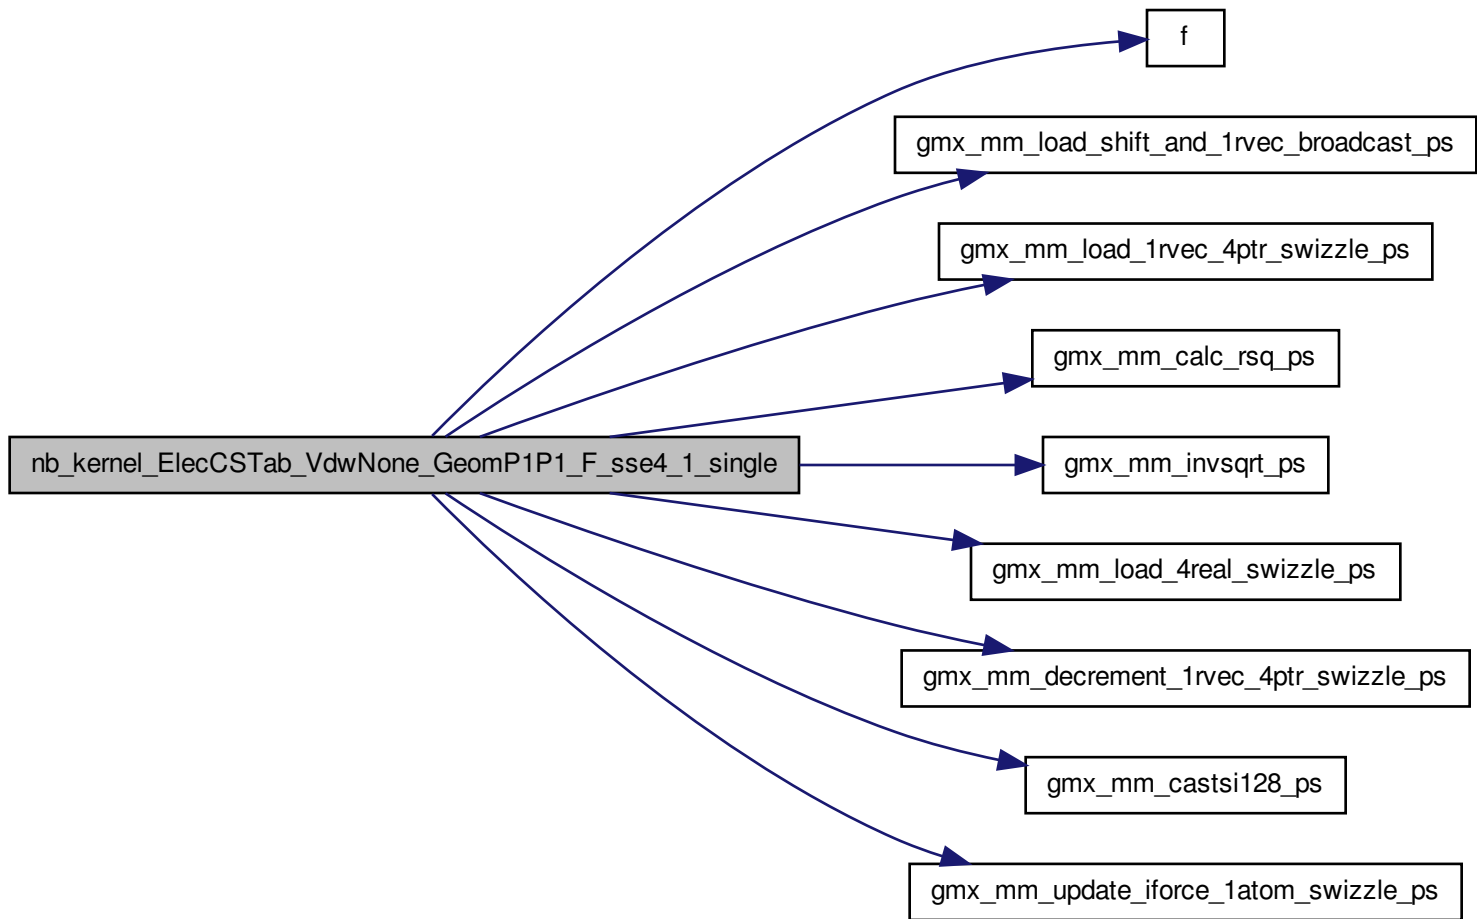 f
gmx_mm_load_shift_and_1rvec_broadcast_ps
gmx_mm_load_1rvec_4ptr_swizzle_ps
gmx_mm_calc_rsq_ps
nb_kernel_ElecCSTab_VdwNone_GeomP1P1_F_sse4_1_single
gmx_mm_invsqrt_ps
gmx_mm_load_4real_swizzle_ps
gmx_mm_decrement_1rvec_4ptr_swizzle_ps
gmx_mm_castsi128_ps
gmx_mm_update_iforce_1atom_swizzle_ps